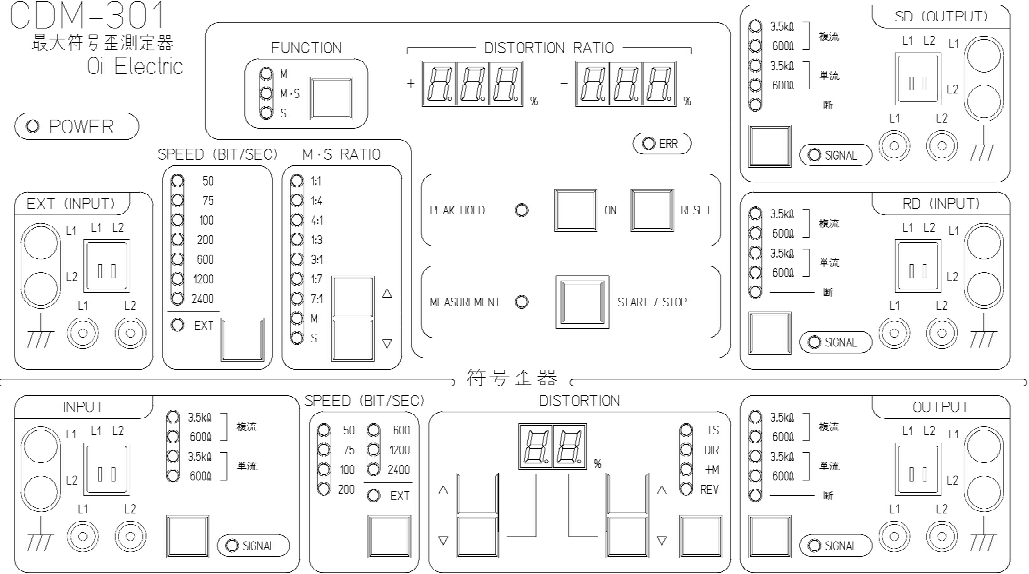 CDM-301
最大符号歪測定器
Oi Electric
POWER
FUNCTION
M
M·S
S
DISTORTION RATIO
+ 888 %
- 888 %
ERR
SPEED (BIT/SEC)
50
75
100
200
600
1200
2400
EXT
M·S RATIO
1:1
1:4
4:1
1:3
3:1
1:7
7:1
M
S
△
▽
PEAK HOLD
ON
RESET
MEASUREMENT
START / STOP
EXT (INPUT)
L1
L1 L2
L2
L1 L2
SD (OUTPUT)
3.5kΩ
600Ω
複流
3.5kΩ
600Ω
単流
断
L1 L2
L1
L2
L1 L2
SIGNAL
RD (INPUT)
3.5kΩ
600Ω
複流
3.5kΩ
600Ω
単流
断
L1 L2
L1
L2
L1 L2
SIGNAL
符号歪器
INPUT
L1
L1 L2
L2
L1 L2
3.5kΩ
600Ω
複流
3.5kΩ
600Ω
単流
SIGNAL
SPEED (BIT/SEC)
50 600
75 1200
100 2400
200 EXT
DISTORTION
88 %
△
▽
△
▽
DIR
REV
OUTPUT
3.5kΩ
600Ω
複流
3.5kΩ
600Ω
単流
断
L1 L2
L1
L2
L1 L2
SIGNAL